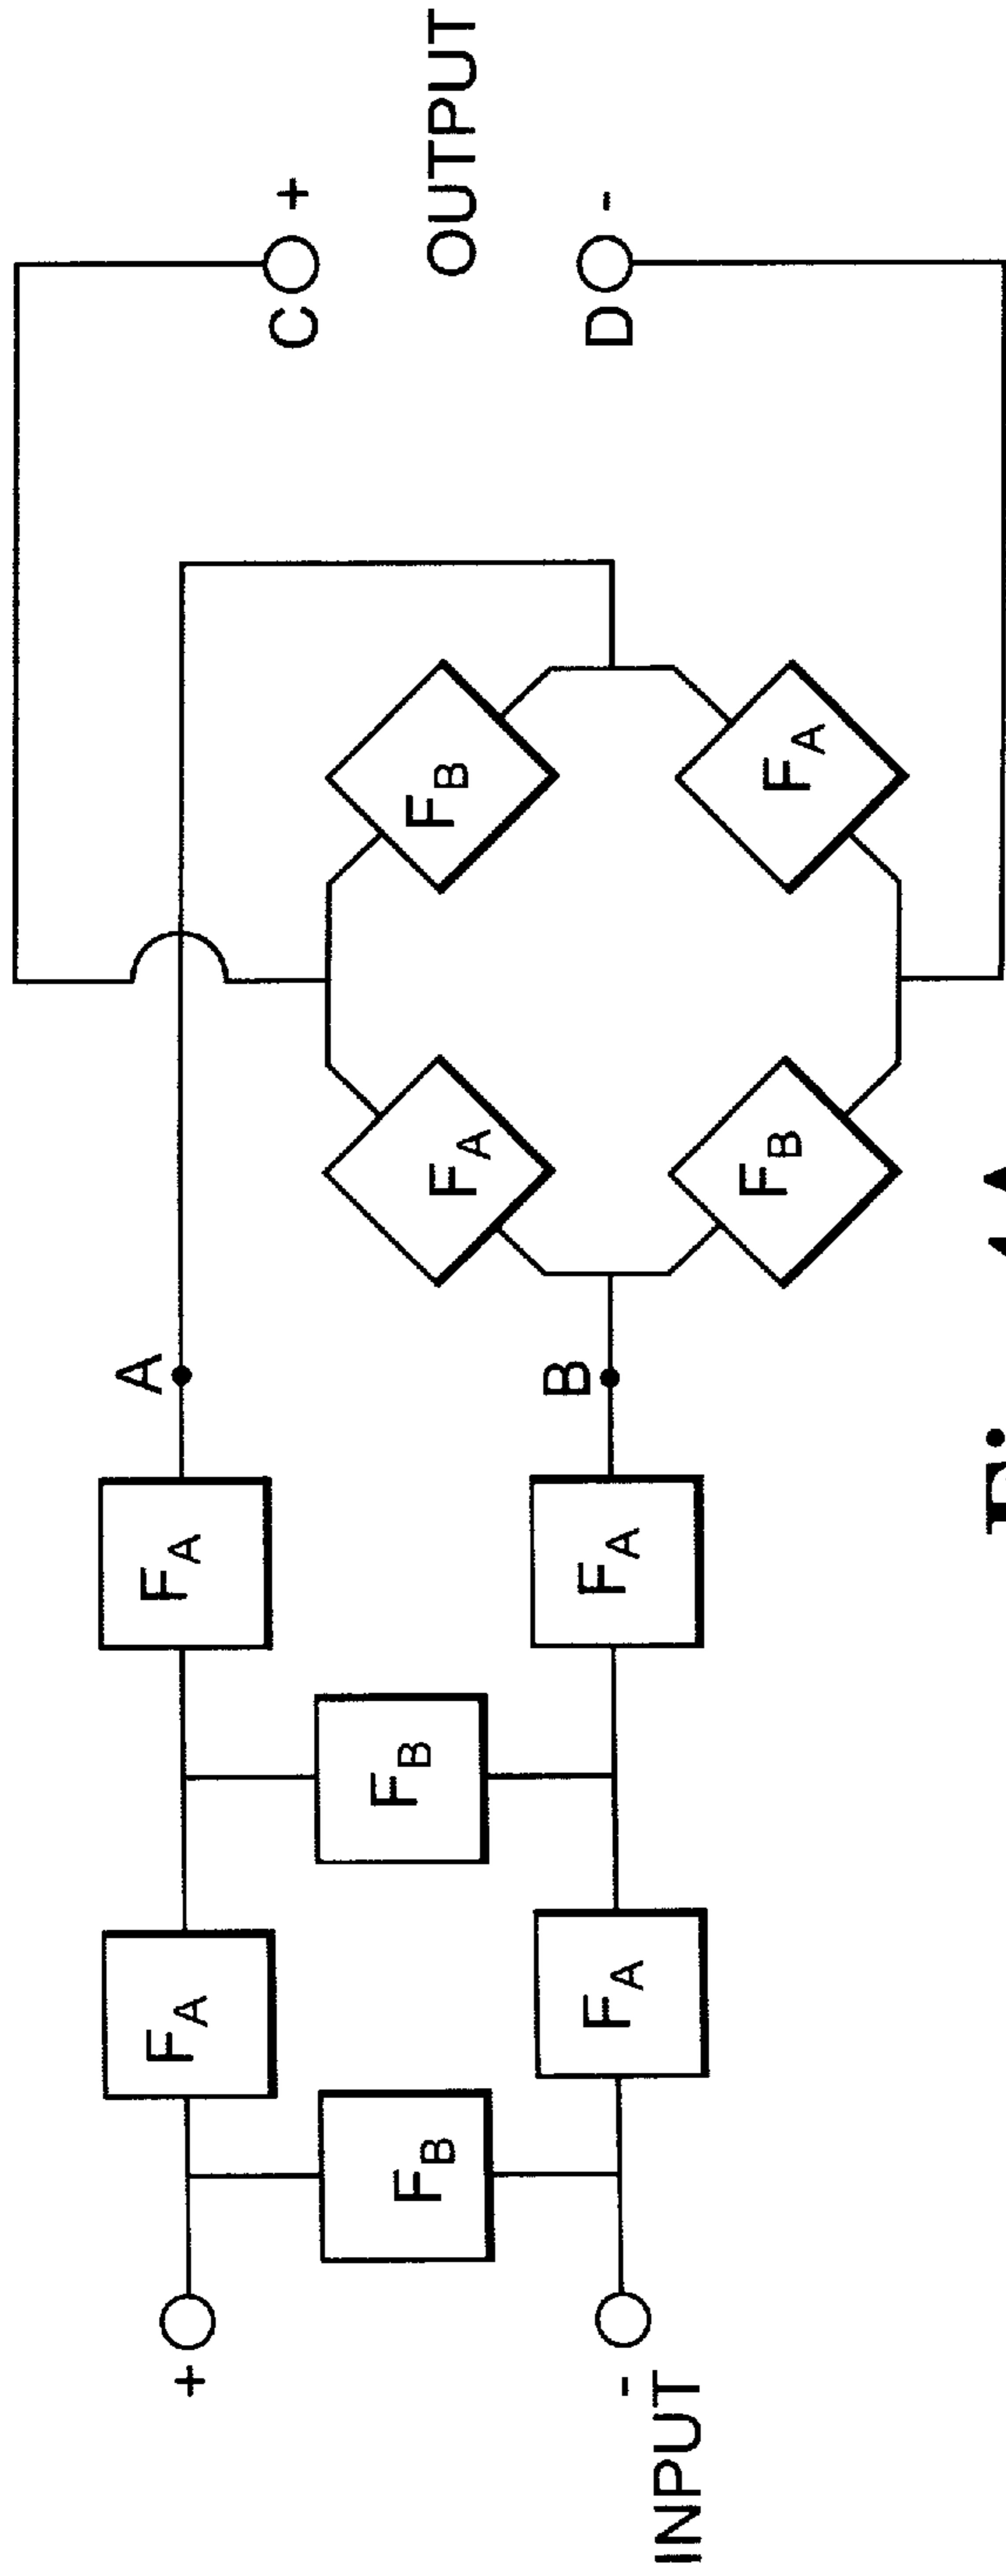 +
F_A
F_A
A
C +
F_B
F_B
F_A
F_B
OUTPUT
-
F_A
F_A
B
D -
INPUT
F_B
F_A